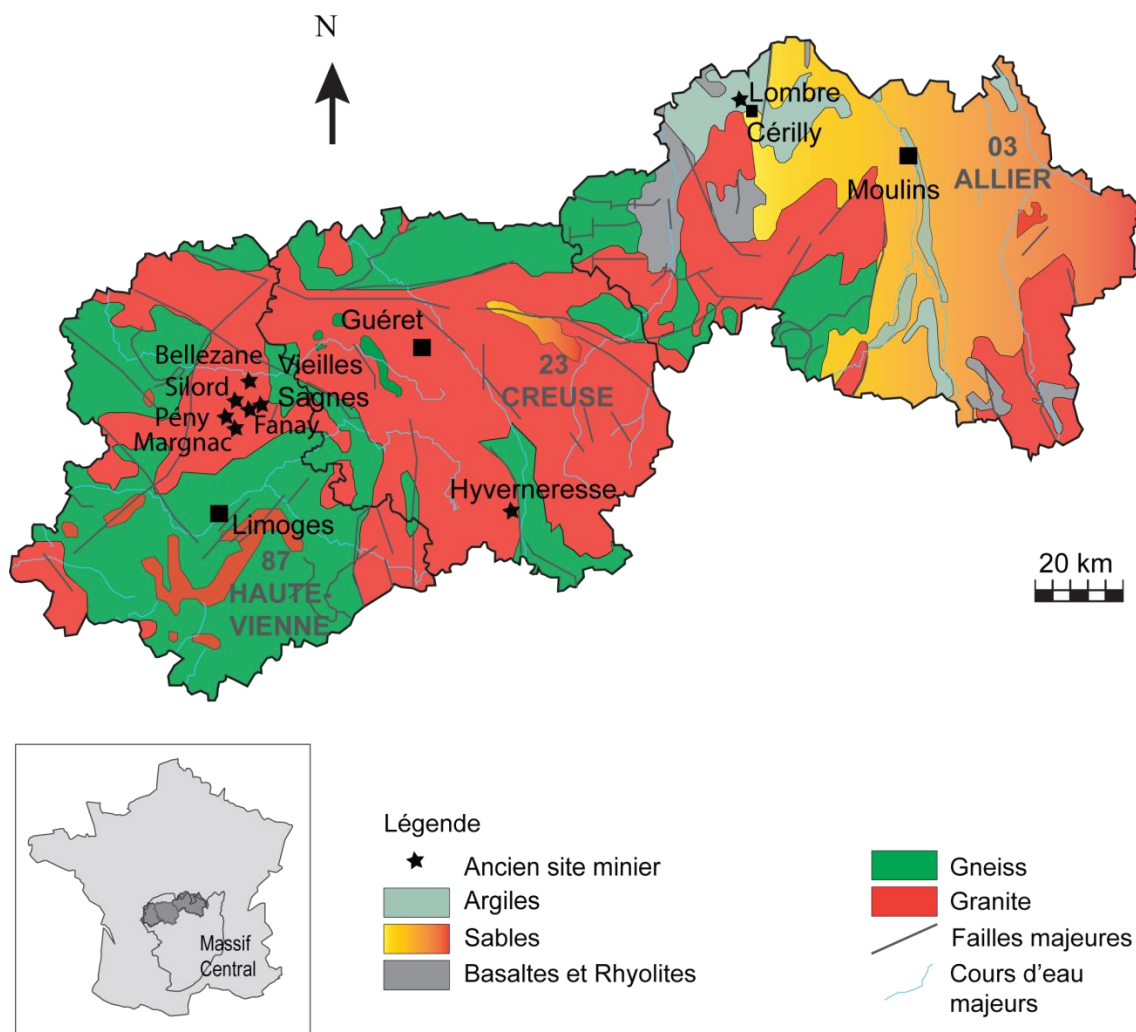 N
Lombre
Cérilly
03
ALLIER
Moulins
Guéret
Bellezane
Vieilles
Silord
Sagnes
23
CREUSE
Pény
Fanay
Margnac
Hyverneresse
Limoges
87
HAUTE-
VIENNE
20 km
Massif
Central
Légende
Ancien site minier
Argiles
Sables
Basaltes et Rhyolites
Gneiss
Granite
Failles majeures
Cours d'eau
majeurs